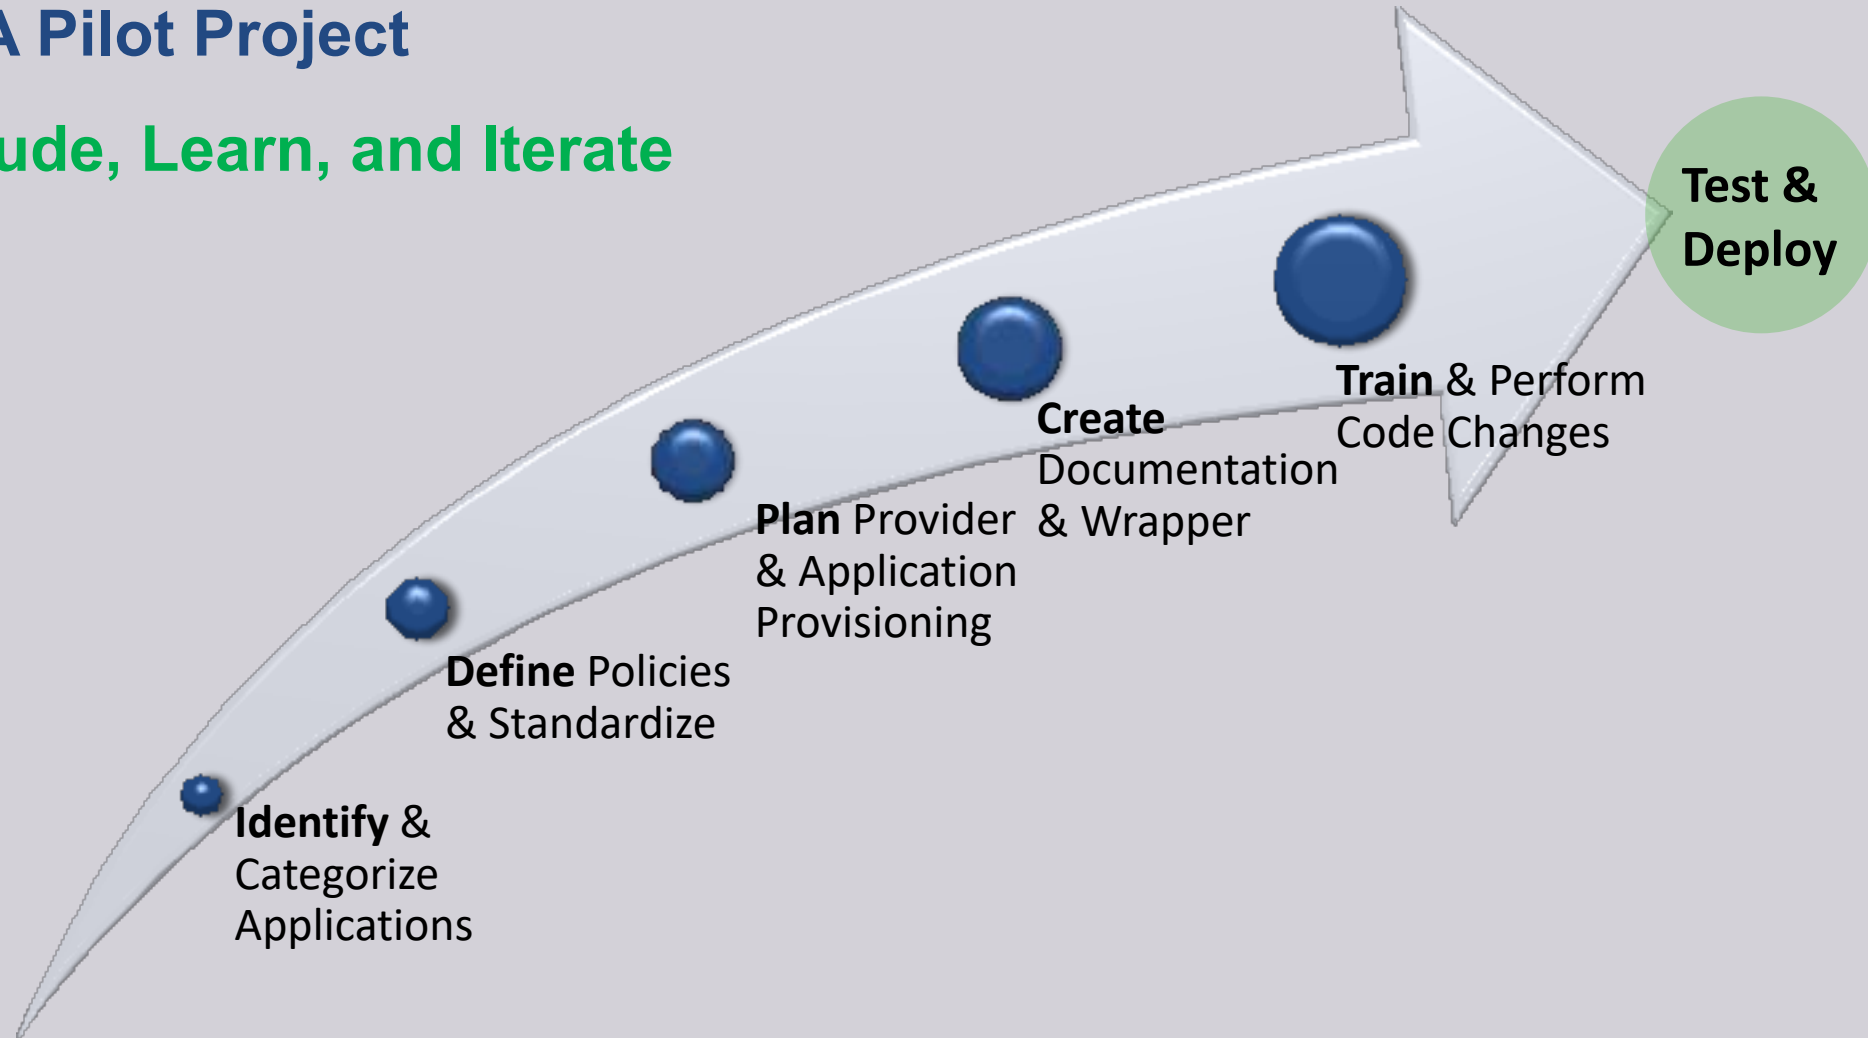 A Pilot Project
ude, Learn, and Iterate
Test &
Deploy
Train & Perform
Code Changes
Create
Documentation
& Wrapper
Plan Provider
& Application
Provisioning
Define Policies
& Standardize
Identify &
Categorize
Applications